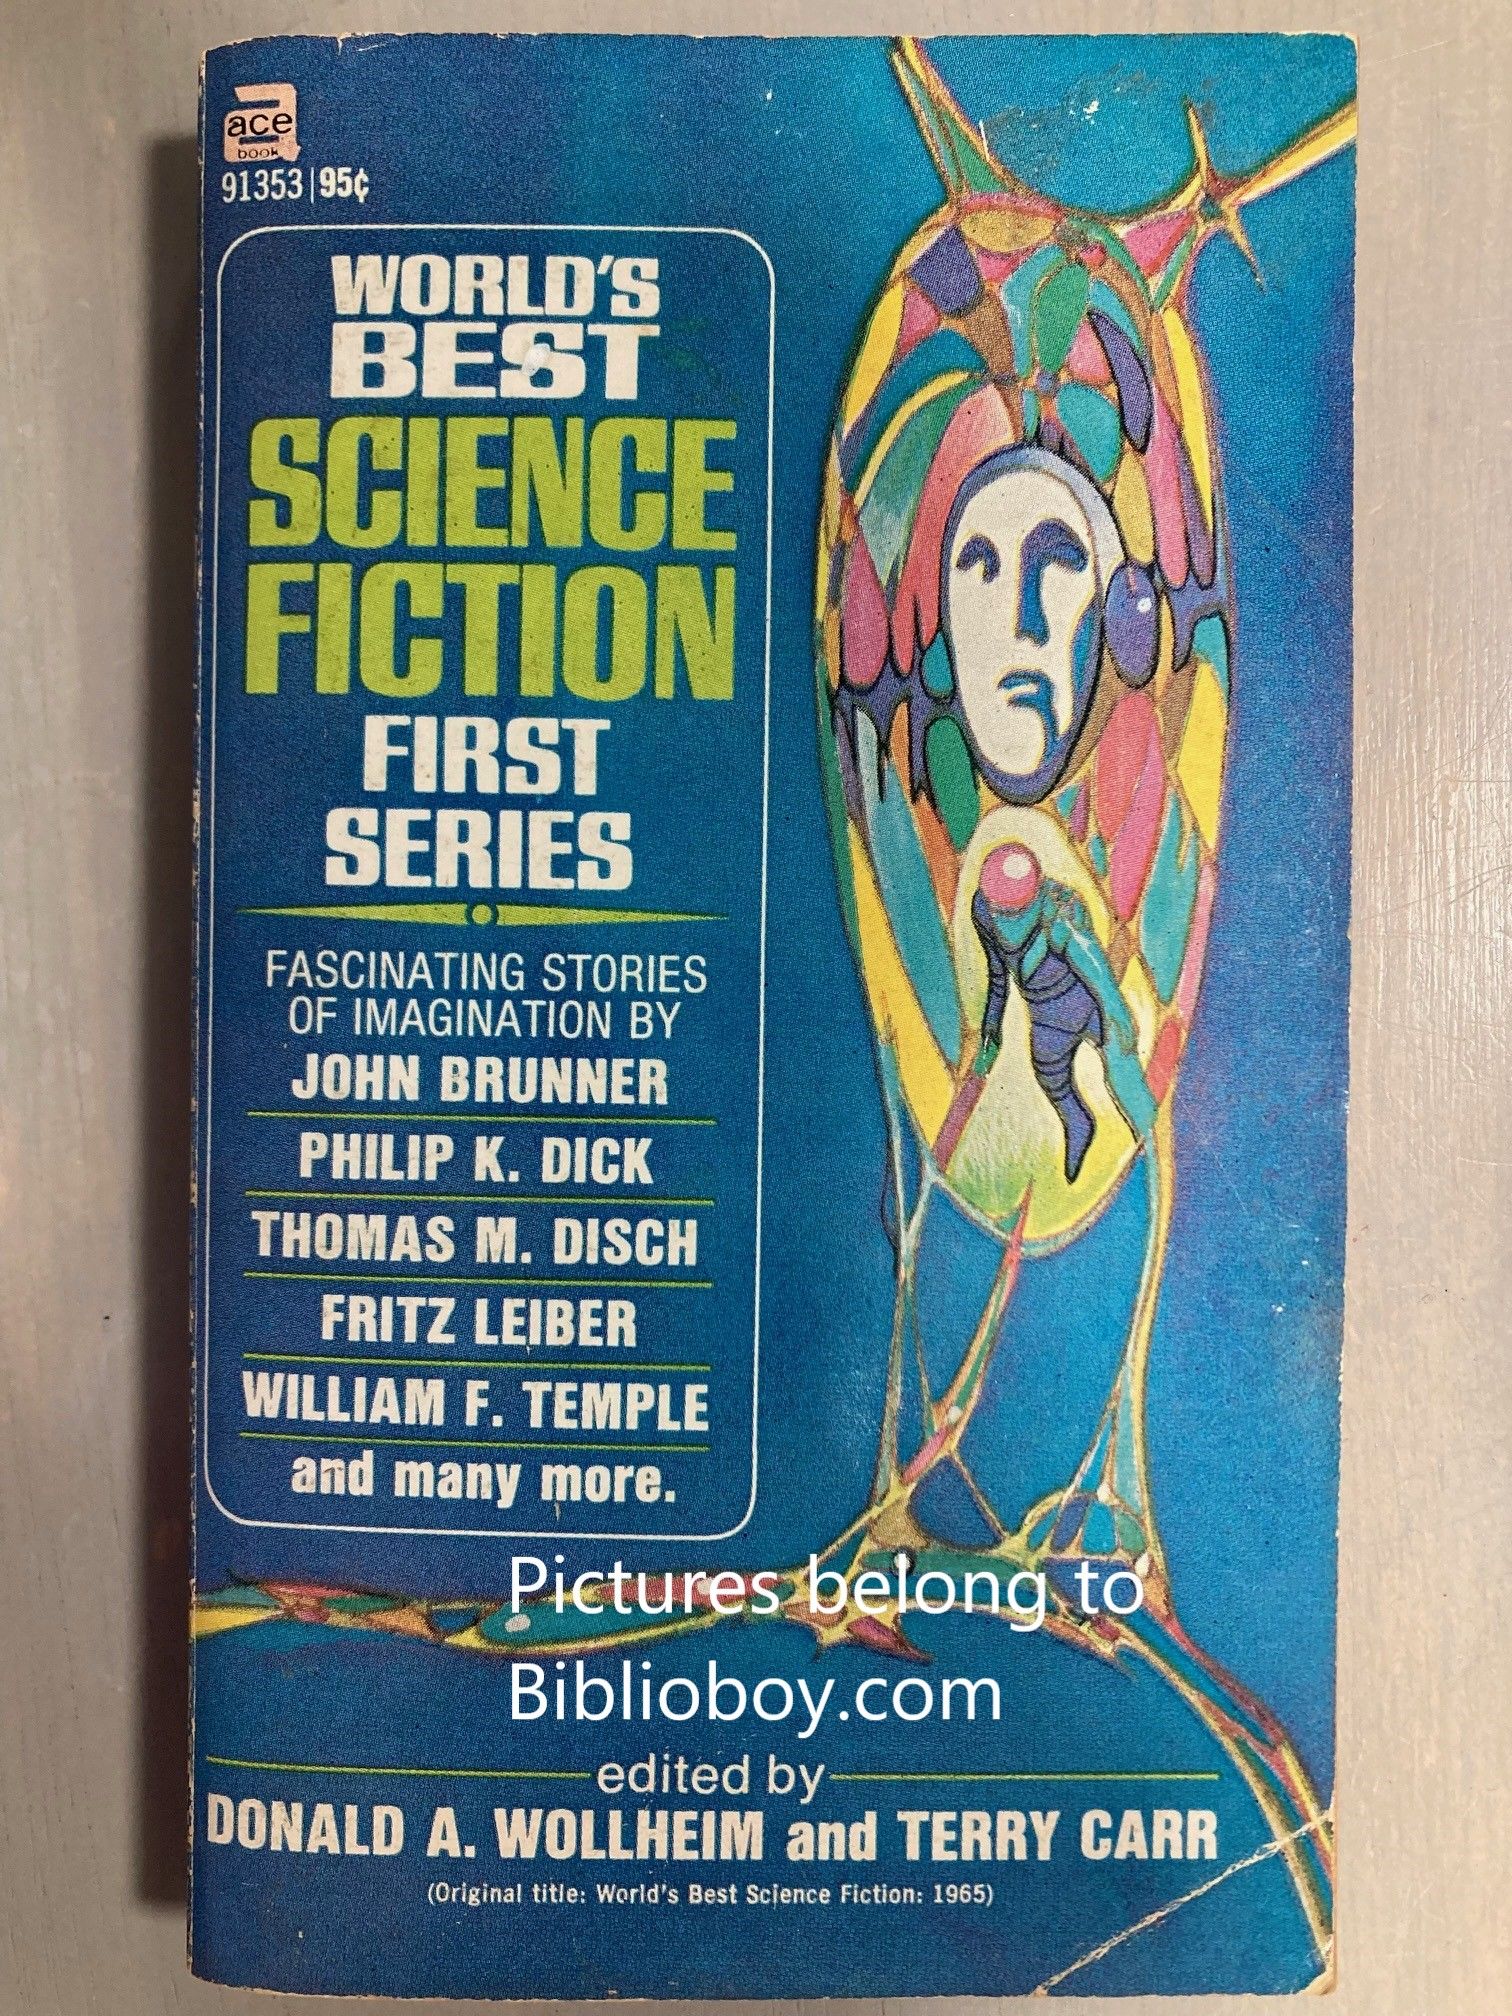 ace
book
91353|95¢
WORLD'S
BEST
SCIENCE
FICTION
FIRST
SERIES
FASCINATING STORIES
OF IMAGINATION BY
JOHN BRUNNER
PHILIP K. DICK
THOMAS M. DISCH
FRITZ LEIBER
WILLIAM F. TEMPLE
and many more.
Pictures belong to
Biblioboy.com
edited by
DONALD A. WOLLHEIM and TERRY CARR
(Original title: World's Best Science Fiction: 1965)